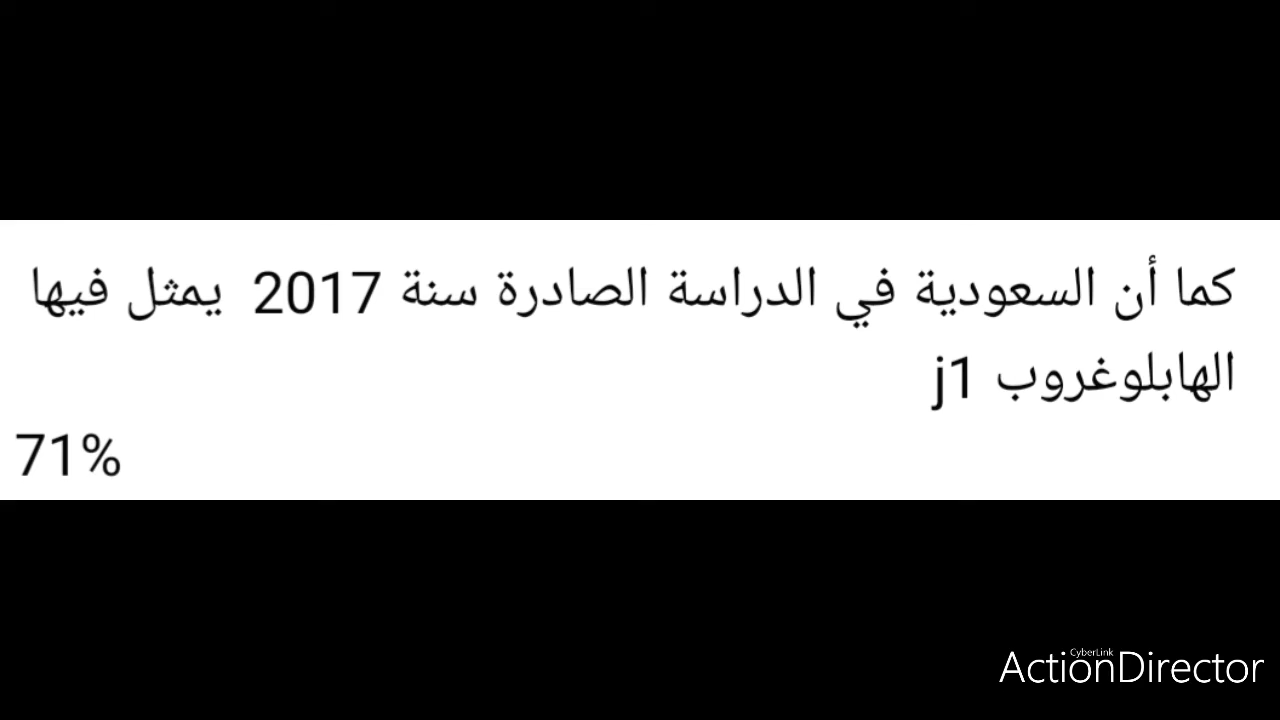 كما أن السعودية في الدراسة الصادرة سنة 2017 يمثل فيها
الهابلوغروب j1
71%
CyberLink
ActionDirector